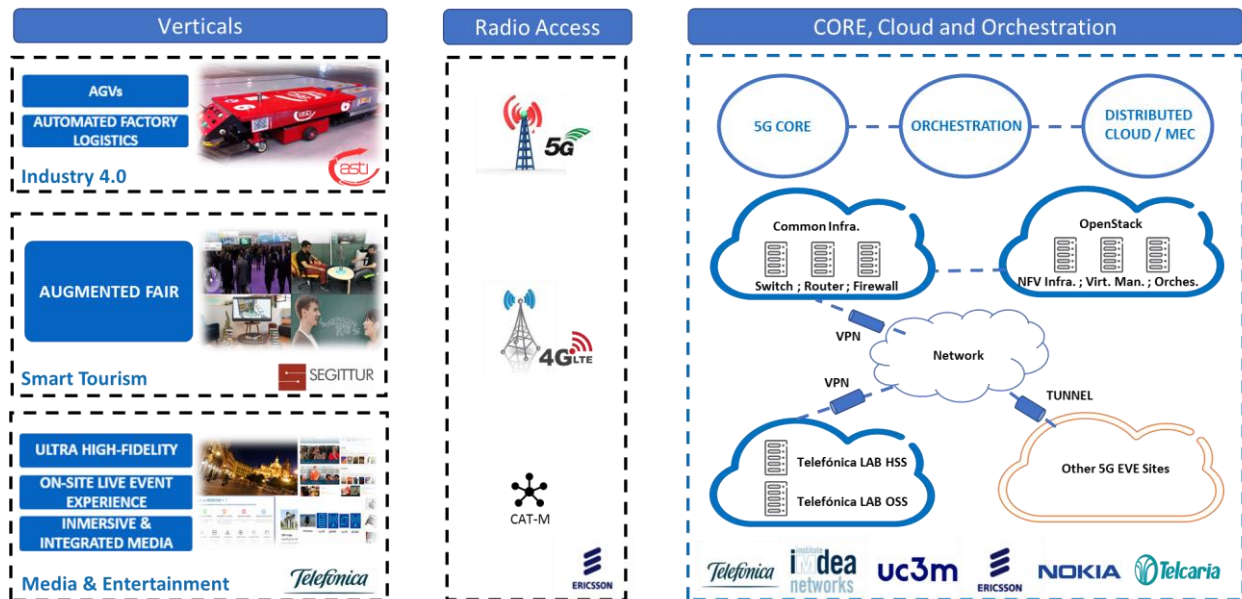 Verticals
AGVs
AUTOMATED FACTORY
LOGISTICS
Industry 4.0
asti
AUGMENTED FAIR
Smart Tourism
SEGITTUR
ULTRA HIGH-FIDELITY
ON-SITE LIVE EVENT
EXPERIENCE
INMERSIVE &
INTEGRATED MEDIA
Media & Entertainment
Telefónica
Radio Access
5G
4G LTE
CAT-M
ERICSSON
CORE, Cloud and Orchestration
5G CORE
ORCHESTRATION
DISTRIBUTED
CLOUD / MEC
Common Infra.
Switch ; Router ; Firewall
OpenStack
NFV Infra. ; Virt. Man. ; Orches.
VPN
Network
VPN
TUNNEL
Telefónica LAB HSS
Telefónica LAB OSS
Other 5G EVE Sites
Telefónica
institute
iMdea
networks
uc3m
ERICSSON
NOKIA
Telcaria